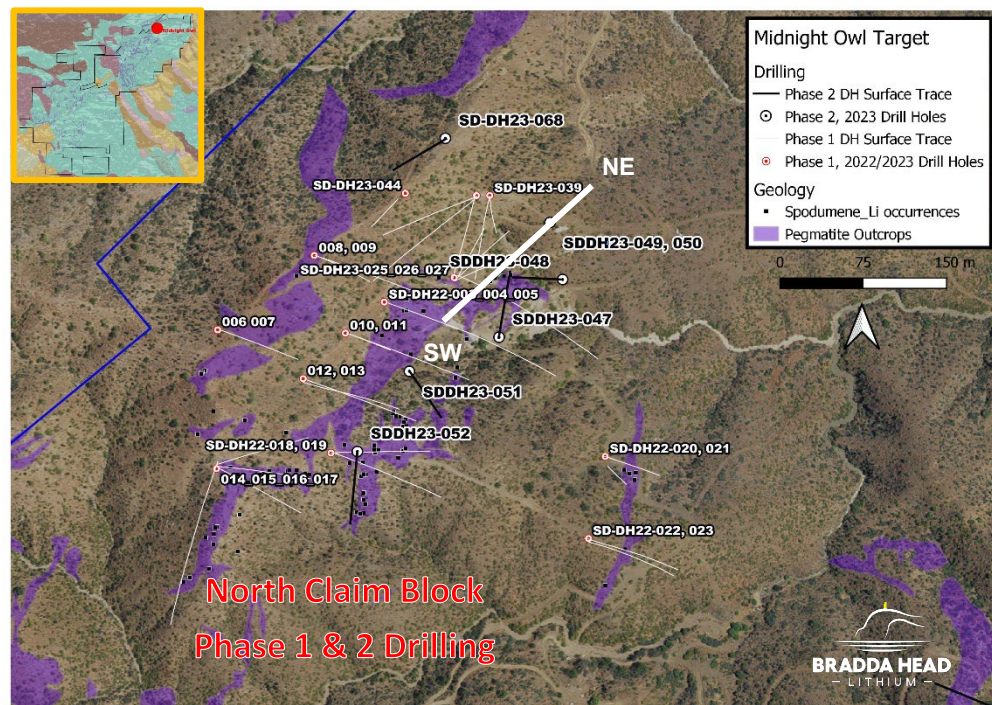 Midnight Owl
Midnight Owl Target
Drilling
Phase 2 DH Surface Trace
Phase 2, 2023 Drill Holes
Phase 1 DH Surface Trace
Phase 1, 2022/2023 Drill Holes
Geology
Spodumene_Li occurrences
Pegmatite Outcrops
0 75 150 m
SD-DH23-068
NE
SD-DH23-044
SD-DH23-039
SDDH23-049, 050
008, 009
SDDH23-048
SD-DH23-025_026_027
SD-DH22-003_004_005
006 007
010, 011
SDDH23-047
SW
012, 013
SDDH23-051
SDDH23-052
SD-DH22-018, 019
SD-DH22-020, 021
014_015_016_017
SD-DH22-022, 023
North Claim Block
Phase 1 & 2 Drilling
BRADDA HEAD
LITHIUM